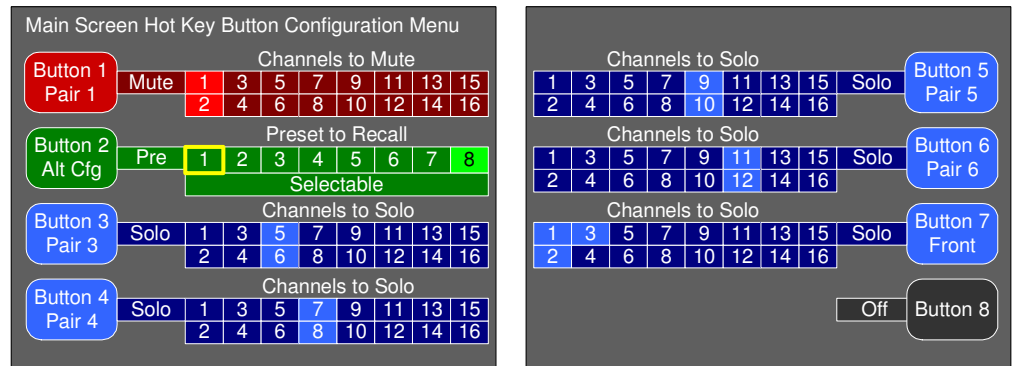 Main Screen Hot Key Button Configuration Menu
Channels to Mute
Button 1
Pair 1
Mute 1 3 5 7 9 11 13 15
2 4 6 8 10 12 14 16
Preset to Recall
Button 2
Alt Cfg
Pre 1 2 3 4 5 6 7 8
Selectable
Channels to Solo
Button 3
Pair 3
Solo 1 3 5 7 9 11 13 15
2 4 6 8 10 12 14 16
Channels to Solo
Button 4
Pair 4
Solo 1 3 5 7 9 11 13 15
2 4 6 8 10 12 14 16
Channels to Solo
1 3 5 7 9 11 13 15 Solo
2 4 6 8 10 12 14 16
Button 5
Pair 5
Channels to Solo
1 3 5 7 9 11 13 15 Solo
2 4 6 8 10 12 14 16
Button 6
Pair 6
Channels to Solo
1 3 5 7 9 11 13 15 Solo
2 4 6 8 10 12 14 16
Button 7
Front
Off Button 8